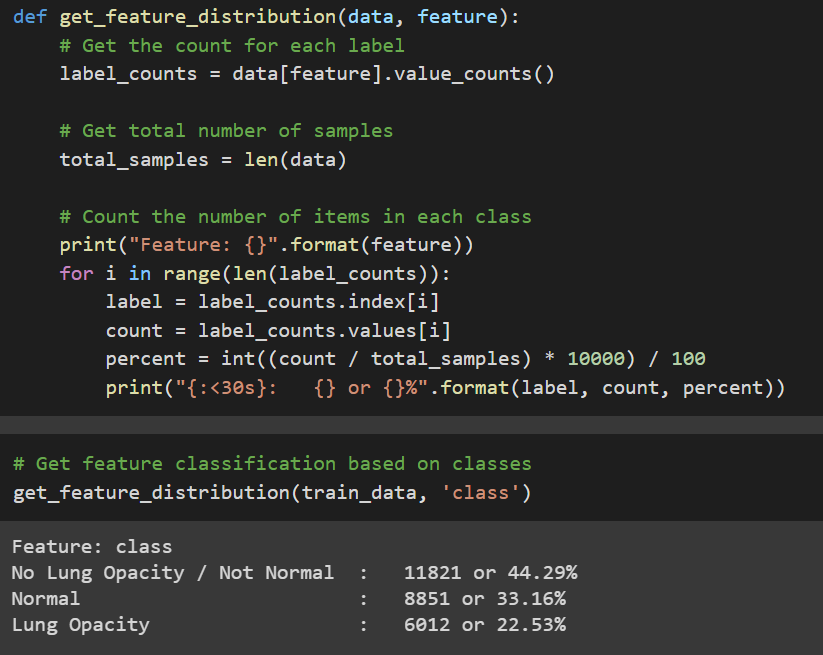 def get_feature_distribution(data, feature):
    # Get the count for each label
    label_counts = data[feature].value_counts()
    # Get total number of samples
    total_samples = len(data)
    # Count the number of items in each class
    print("Feature: {}".format(feature))
    for i in range(len(label_counts)):
        label = label_counts.index[i]
        count = label_counts.values[i]
        percent = int((count / total_samples) * 10000) / 100
        print("{:<30s}:   {} or {}%".format(label, count, percent))
# Get feature classification based on classes
get_feature_distribution(train_data, 'class')
Feature: class
No Lung Opacity / Not Normal  :   11821 or 44.29%
Normal                        :   8851 or 33.16%
Lung Opacity                  :   6012 or 22.53%